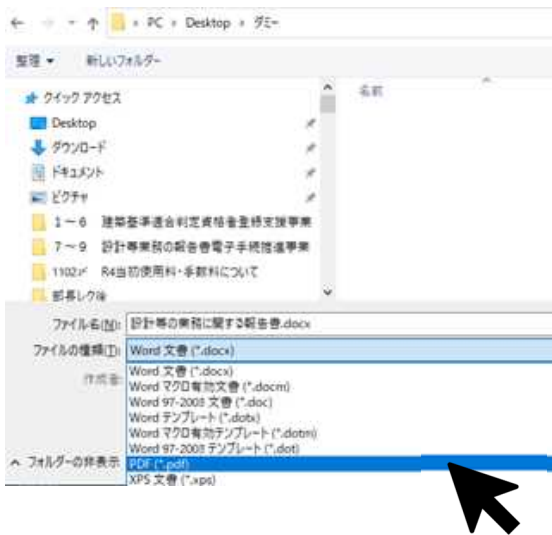 PC › Desktop › ダミー
整理 新しいフォルダー
クイック アクセス
名前
Desktop
ダウンロード
ドキュメント
ピクチャ
1～6 建築基準適合判定資格者登録支援事業
7～9 設計等業務の報告書電子手続推進事業
R4当初使用料・手数料について
部長レク後
ファイル名(N): 設計等の業務に関する報告書.docx
ファイルの種類(T): Word 文書 (*.docx)
作成者:
Word 文書 (*.docx)
Word マクロ有効文書 (*.docm)
Word 97-2003 文書 (*.doc)
Word テンプレート (*.dotx)
Word マクロ有効テンプレート (*.dotm)
Word 97-2003 テンプレート (*.dot)
フォルダーの非表示
PDF (*.pdf)
XPS 文書 (*.xps)